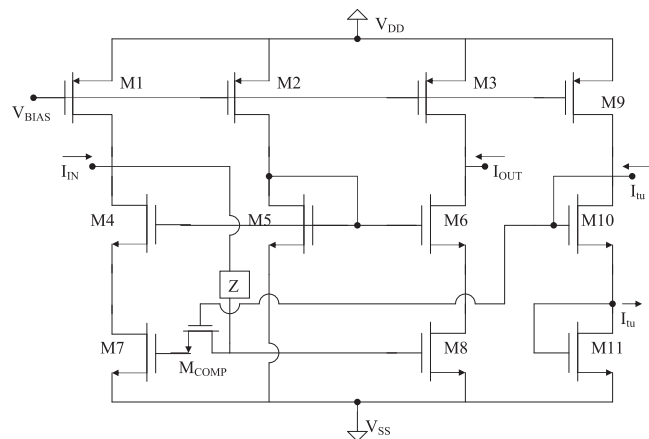 V_DD
M1
M2
M3
M9
V_BIAS
I_IN
I_OUT
I_tu
M4
M5
M6
M10
Z
I_tu
M7
M_COMP
M8
M11
V_SS